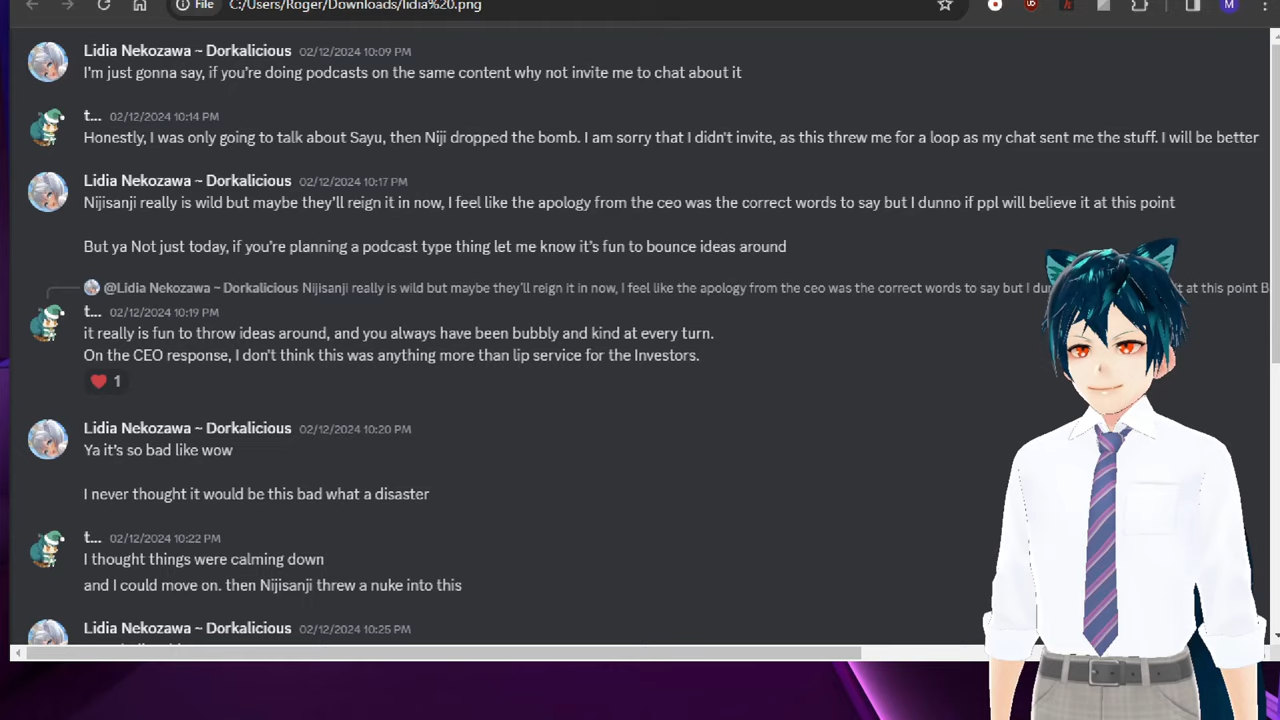 File C:/Users/Roger/Downloads/lidia%20.png
M
Lidia Nekozawa ~ Dorkalicious 02/12/2024 10:09 PM
I'm just gonna say, if you're doing podcasts on the same content why not invite me to chat about it
t... 02/12/2024 10:14 PM
Honestly, I was only going to talk about Sayu, then Niji dropped the bomb. I am sorry that I didn't invite, as this threw me for a loop as my chat sent me the stuff. I will be better
Lidia Nekozawa ~ Dorkalicious 02/12/2024 10:17 PM
Nijisanji really is wild but maybe they'll reign it in now, I feel like the apology from the ceo was the correct words to say but I dunno if ppl will believe it at this point
But ya Not just today, if you're planning a podcast type thing let me know it's fun to bounce ideas around
@Lidia Nekozawa ~ Dorkalicious Nijisanji really is wild but maybe they'll reign it in now, I feel like the apology from the ceo was the correct words to say but I dun it at this point B
t... 02/12/2024 10:19 PM
it really is fun to throw ideas around, and you always have been bubbly and kind at every turn.
On the CEO response, I don't think this was anything more than lip service for the Investors.
1
Lidia Nekozawa ~ Dorkalicious 02/12/2024 10:20 PM
Ya it's so bad like wow
I never thought it would be this bad what a disaster
t... 02/12/2024 10:22 PM
I thought things were calming down
and I could move on. then Nijisanji threw a nuke into this
Lidia Nekozawa ~ Dorkalicious 02/12/2024 10:25 PM